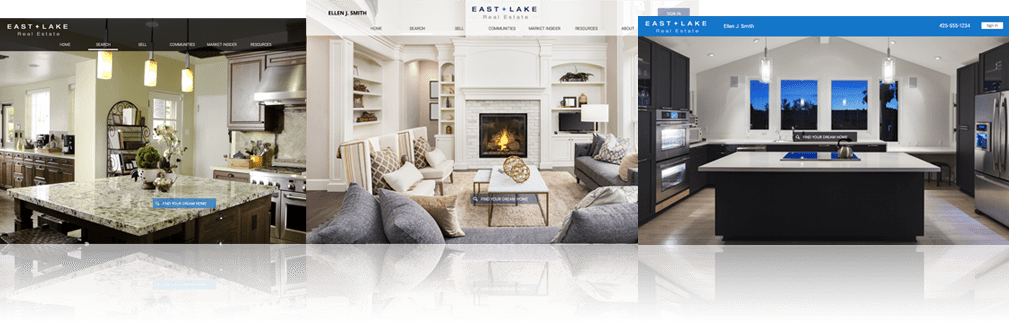 EAST + LAKE
Real Estate
HOME SEARCH SELL COMMUNITIES MARKET INSIDER RESOURCES
FIND YOUR DREAM HOME
ELLEN J. SMITH
EAST + LAKE
Real Estate
SIGN IN
HOME SEARCH SELL COMMUNITIES MARKET INSIDER RESOURCES ABOUT
FIND YOUR DREAM HOME
EAST + LAKE
Real Estate
Ellen J. Smith
425-555-1234
Sign In
FIND YOUR DREAM HOME